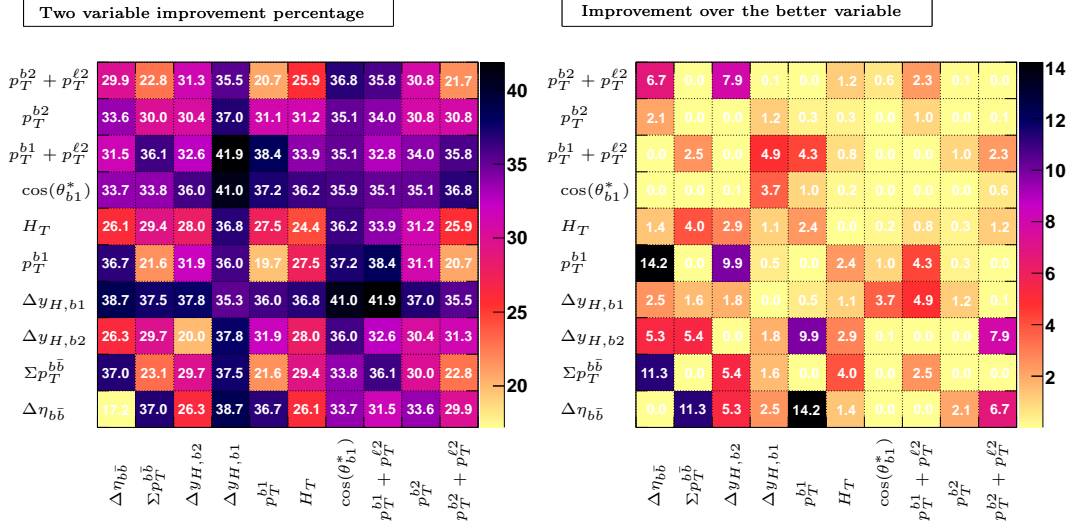 Two variable improvement percentage
Improvement over the better variable
p_T^{b2} + p_T^{ℓ2} 29.9 22.8 31.3 35.5 20.7 25.9 36.8 35.8 30.8 21.7
p_T^{b2} 33.6 30.0 30.4 37.0 31.1 31.2 35.1 34.0 30.8 30.8
p_T^{b1} + p_T^{ℓ2} 31.5 36.1 32.6 41.9 38.4 33.9 35.1 32.8 34.0 35.8
cos(θ_{b1}^*) 33.7 33.8 36.0 41.0 37.2 36.2 35.9 35.1 35.1 36.8
H_T 26.1 29.4 28.0 36.8 27.5 24.4 36.2 33.9 31.2 25.9
p_T^{b1} 36.7 21.6 31.9 36.0 19.7 27.5 37.2 38.4 31.1 20.7
Δy_{H,b1} 38.7 37.5 37.8 35.3 36.0 36.8 41.0 41.9 37.0 35.5
Δy_{H,b2} 26.3 29.7 20.0 37.8 31.9 28.0 36.0 32.6 30.4 31.3
Σp_T^{b\bar{b}} 37.0 23.1 29.7 37.5 21.6 29.4 33.8 36.1 30.0 22.8
Δη_{b\bar{b}} 17.2 37.0 26.3 38.7 36.7 26.1 33.7 31.5 33.6 29.9
Δη_{b\bar{b}} Σp_T^{b\bar{b}} Δy_{H,b2} Δy_{H,b1} p_T^{b1} H_T cos(θ_{b1}^*) p_T^{b1} + p_T^{ℓ2} p_T^{b2} p_T^{b2} + p_T^{ℓ2}
40
35
30
25
20
p_T^{b2} + p_T^{ℓ2} 6.7 0.0 7.9 0.1 0.0 1.2 0.6 2.3 0.1 0.0
p_T^{b2} 2.1 0.0 0.0 1.2 0.3 0.3 0.0 1.0 0.0 0.1
p_T^{b1} + p_T^{ℓ2} 0.0 2.5 0.0 4.9 4.3 0.8 0.0 0.0 1.0 2.3
cos(θ_{b1}^*) 0.0 0.0 0.1 3.7 1.0 0.2 0.0 0.0 0.0 0.6
H_T 1.4 4.0 2.9 1.1 2.4 0.0 0.2 0.8 0.3 1.2
p_T^{b1} 14.2 0.0 9.9 0.5 0.0 2.4 1.0 4.3 0.3 0.0
Δy_{H,b1} 2.5 1.6 1.8 0.0 0.5 1.1 3.7 4.9 1.2 0.1
Δy_{H,b2} 5.3 5.4 0.0 1.8 9.9 2.9 0.1 0.0 0.0 7.9
Σp_T^{b\bar{b}} 11.3 0.0 5.4 1.6 0.0 4.0 0.0 2.5 0.0 0.0
Δη_{b\bar{b}} 0.0 11.3 5.3 2.5 14.2 1.4 0.0 0.0 2.1 6.7
Δη_{b\bar{b}} Σp_T^{b\bar{b}} Δy_{H,b2} Δy_{H,b1} p_T^{b1} H_T cos(θ_{b1}^*) p_T^{b1} + p_T^{ℓ2} p_T^{b2} p_T^{b2} + p_T^{ℓ2}
14
12
10
8
6
4
2